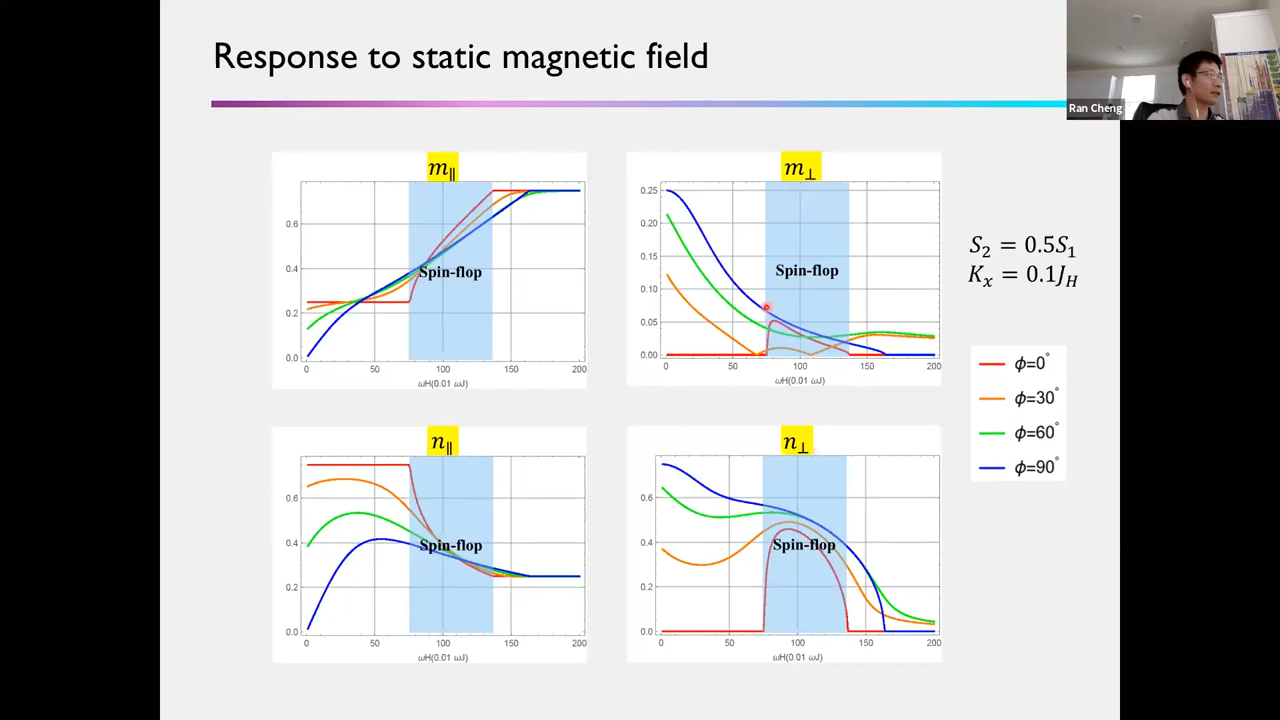 Response to static magnetic field
Ran Cheng
m∥
0.6
0.4
0.2
0.0
Spin-flop
0 50 100 150 200
ωH(0.01 ωJ)
m⊥
0.25
0.20
0.15
0.10
0.05
0.00
Spin-flop
0 50 100 150 200
ωH(0.01 ωJ)
S₂ = 0.5S₁
Kₓ = 0.1J_H
ϕ=0°
ϕ=30°
ϕ=60°
ϕ=90°
n∥
0.6
0.4
0.2
0.0
Spin-flop
0 50 100 150 200
ωH(0.01 ωJ)
n⊥
0.6
0.4
0.2
0.0
Spin-flop
0 50 100 150 200
ωH(0.01 ωJ)